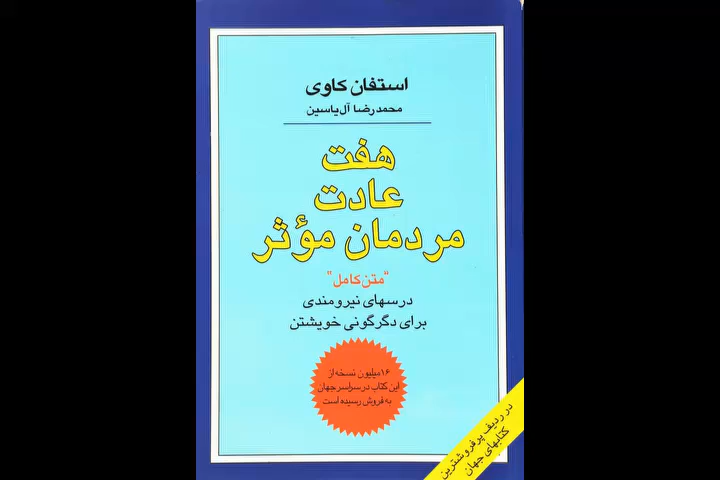 استفان کاوی
محمدرضا آل‌یاسین
هفت
عادت
مردمان مؤثر
"متن کامل"
درسهای نیرومندی
برای دگرگونی خویشتن
۱۶ میلیون نسخه از
این کتاب در سراسر جهان
به فروش رسیده است
در ردیف پرفروشترین
کتابهای جهان